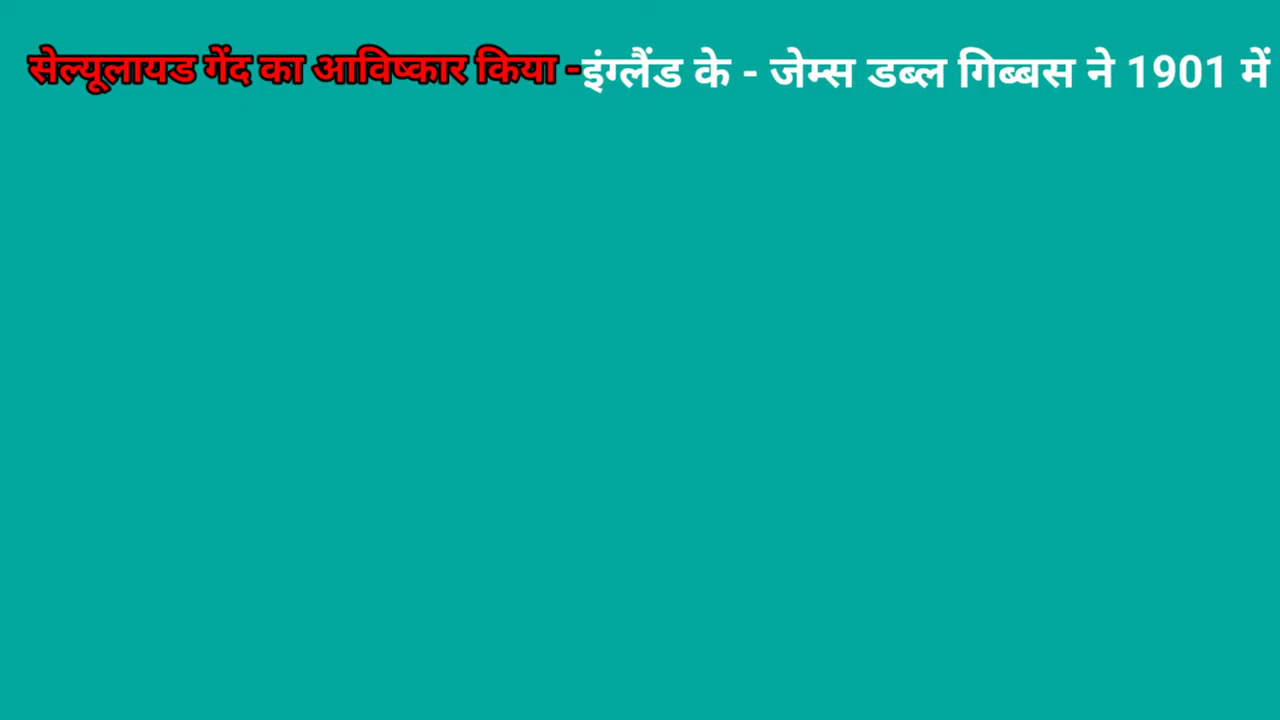 सेल्यूलायड गेंद का आविष्कार किया -इंग्लैंड के - जेम्स डब्ल गिब्बस ने 1901 में